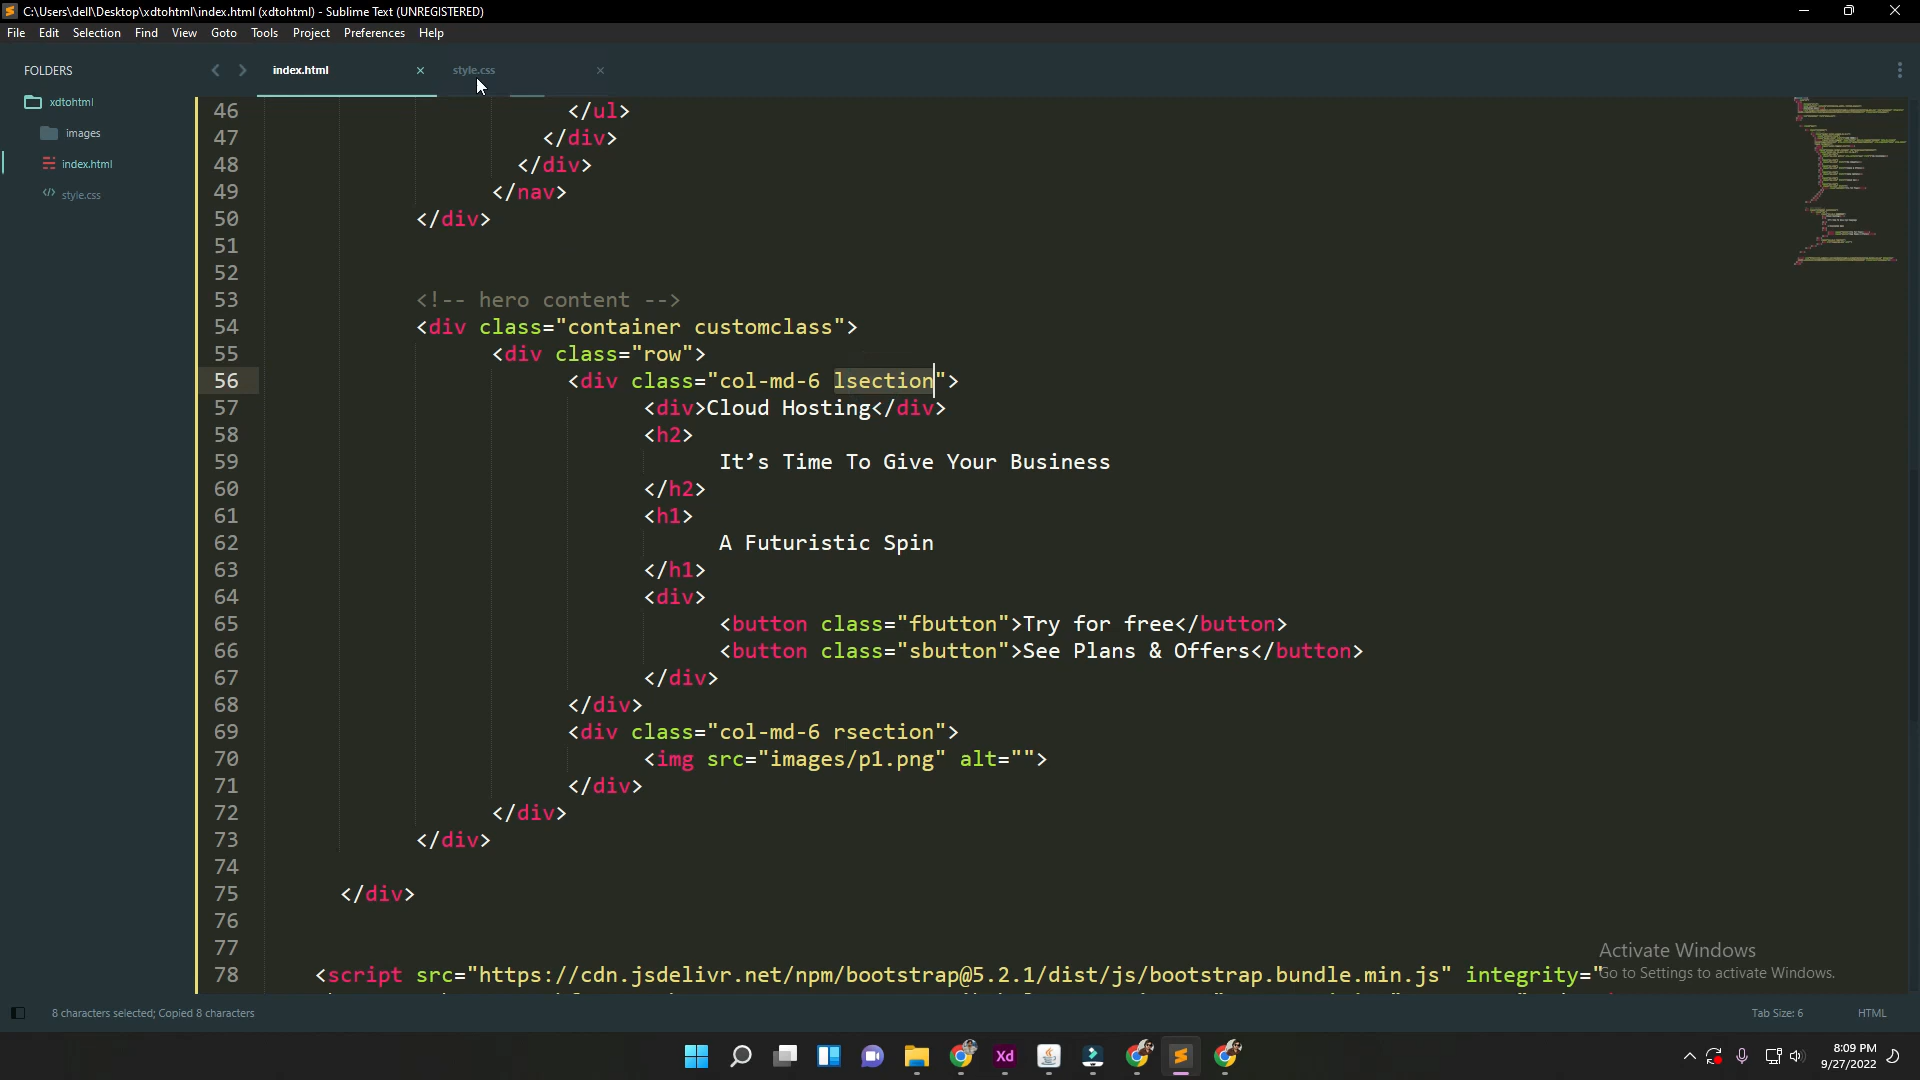 C:\Users\dell\Desktop\xdtohtml\index.html (xdtohtml) - Sublime Text (UNREGISTERED)
File Edit Selection Find View Goto Tools Project Preferences Help
FOLDERS
xdtohtml
images
index.html
style.css
index.html
style.css
46 </ul>
47 </div>
48 </div>
49 </nav>
50 </div>
51
52
53 <!-- hero content -->
54 <div class="container customclass">
55 <div class="row">
56 <div class="col-md-6 lsection">
57 <div>Cloud Hosting</div>
58 <h2>
59 It’s Time To Give Your Business
60 </h2>
61 <h1>
62 A Futuristic Spin
63 </h1>
64 <div>
65 <button class="fbutton">Try for free</button>
66 <button class="sbutton">See Plans & Offers</button>
67 </div>
68 </div>
69 <div class="col-md-6 rsection">
70 <img src="images/p1.png" alt="">
71 </div>
72 </div>
73 </div>
74
75 </div>
76
77
78 <script src="https://cdn.jsdelivr.net/npm/bootstrap@5.2.1/dist/js/bootstrap.bundle.min.js" integrity="
Activate Windows
Go to Settings to activate Windows.
8 characters selected; Copied 8 characters
Tab Size: 6
HTML
Xd
8:09 PM
9/27/2022